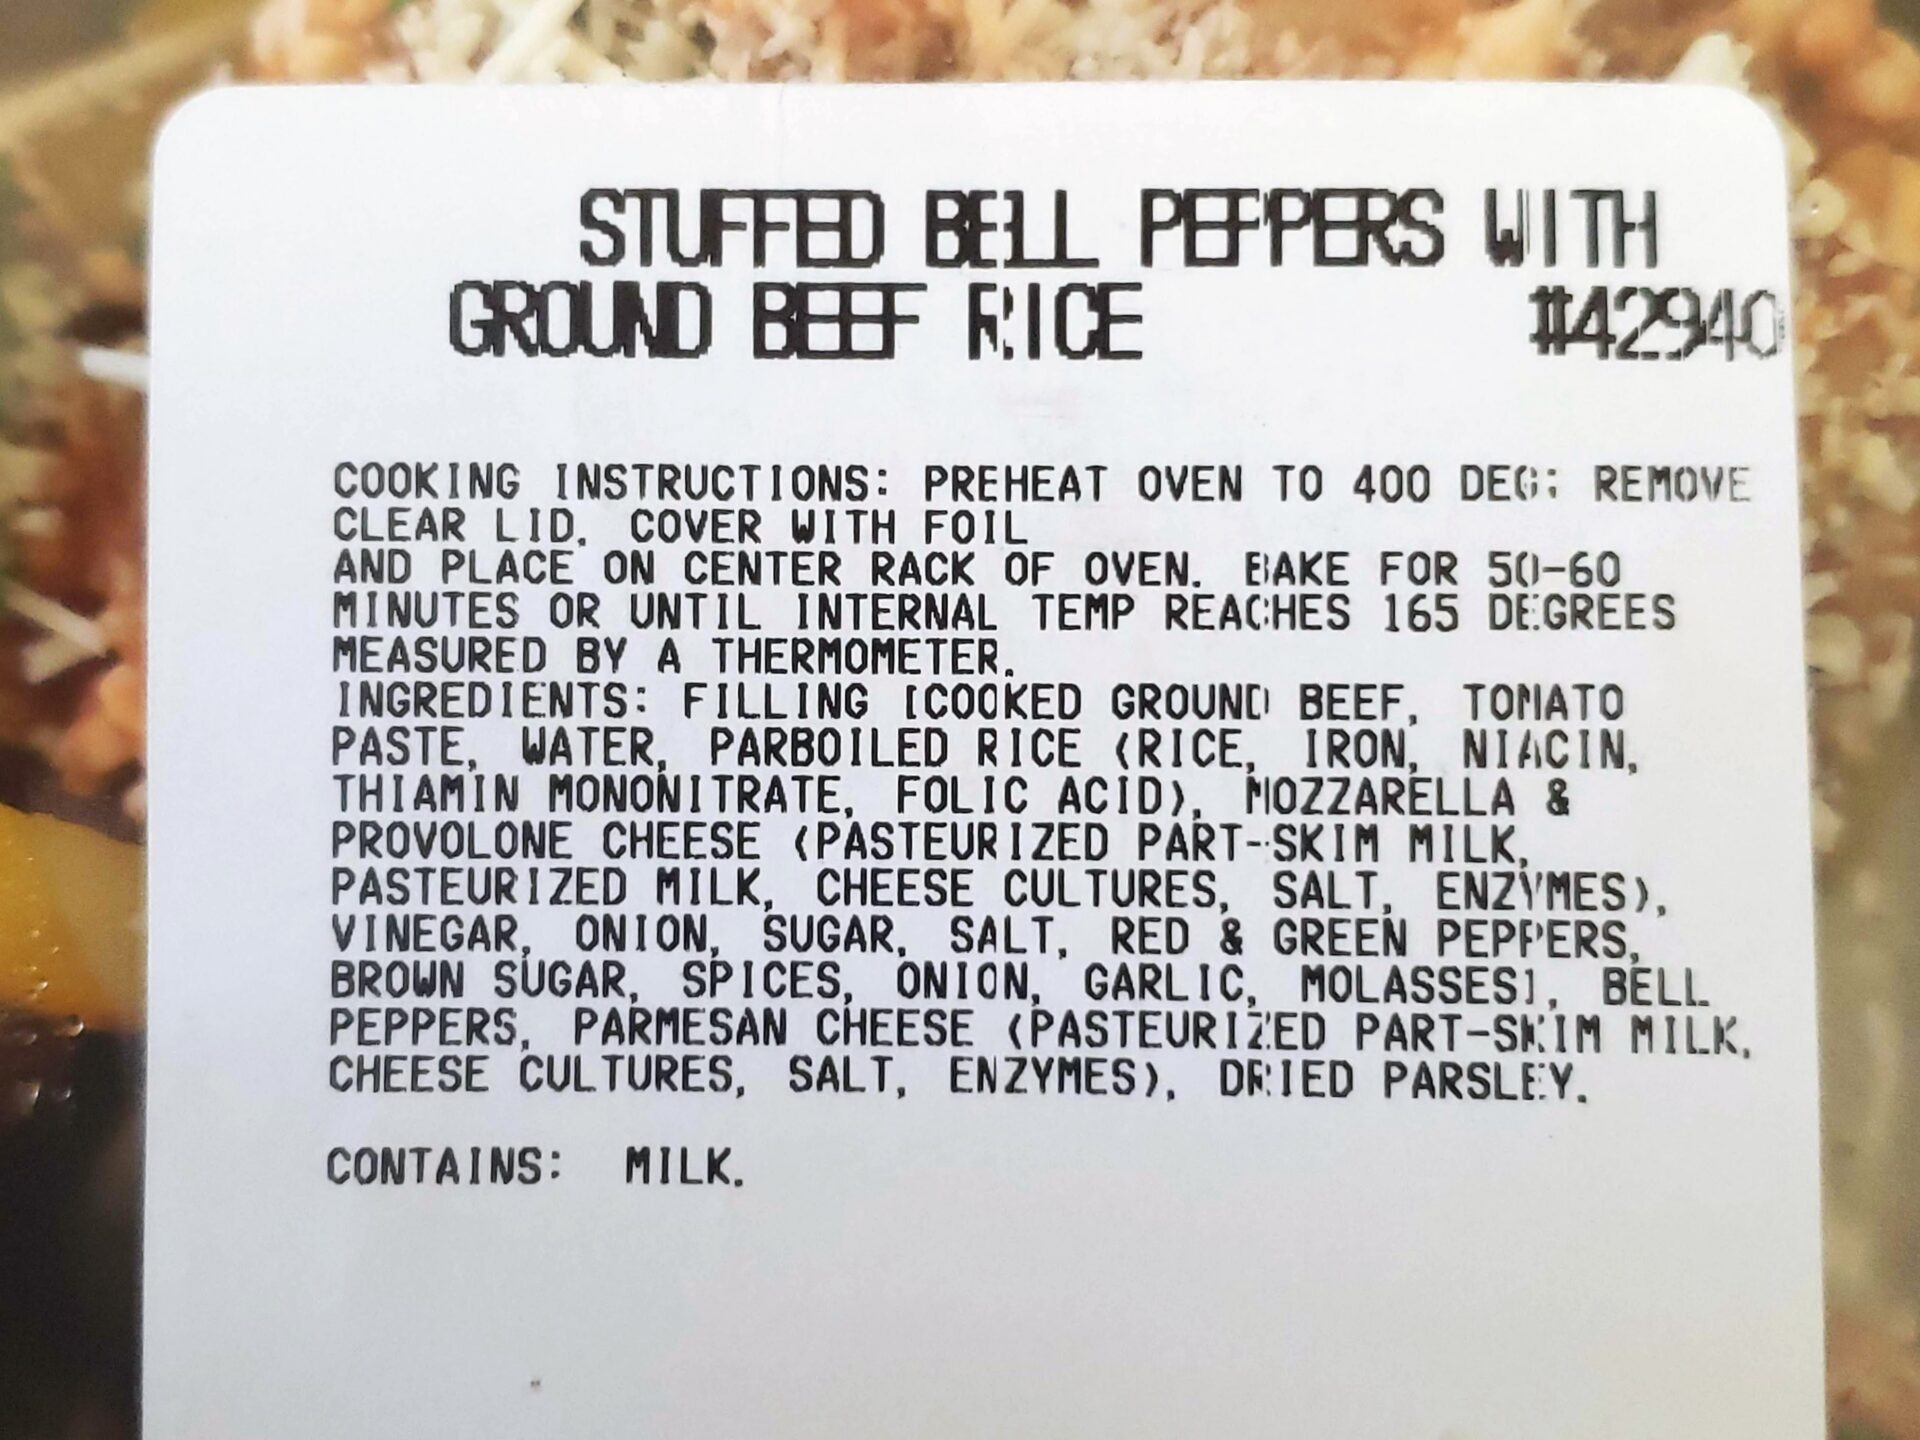 STUFFED BELL PEPPERS WITH
GROUND BEEF RICE #42940
COOKING INSTRUCTIONS: PREHEAT OVEN TO 400 DEG; REMOVE
CLEAR LID. COVER WITH FOIL
AND PLACE ON CENTER RACK OF OVEN. BAKE FOR 50-60
MINUTES OR UNTIL INTERNAL TEMP REACHES 165 DEGREES
MEASURED BY A THERMOMETER.
INGREDIENTS: FILLING [COOKED GROUND BEEF, TOMATO
PASTE, WATER, PARBOILED RICE (RICE, IRON, NIACIN,
THIAMIN MONONITRATE, FOLIC ACID), MOZZARELLA &
PROVOLONE CHEESE (PASTEURIZED PART-SKIM MILK,
PASTEURIZED MILK, CHEESE CULTURES, SALT, ENZYMES),
VINEGAR, ONION, SUGAR, SALT, RED & GREEN PEPPERS,
BROWN SUGAR, SPICES, ONION, GARLIC, MOLASSES], BELL
PEPPERS, PARMESAN CHEESE (PASTEURIZED PART-SKIM MILK,
CHEESE CULTURES, SALT, ENZYMES), DRIED PARSLEY.
CONTAINS: MILK.